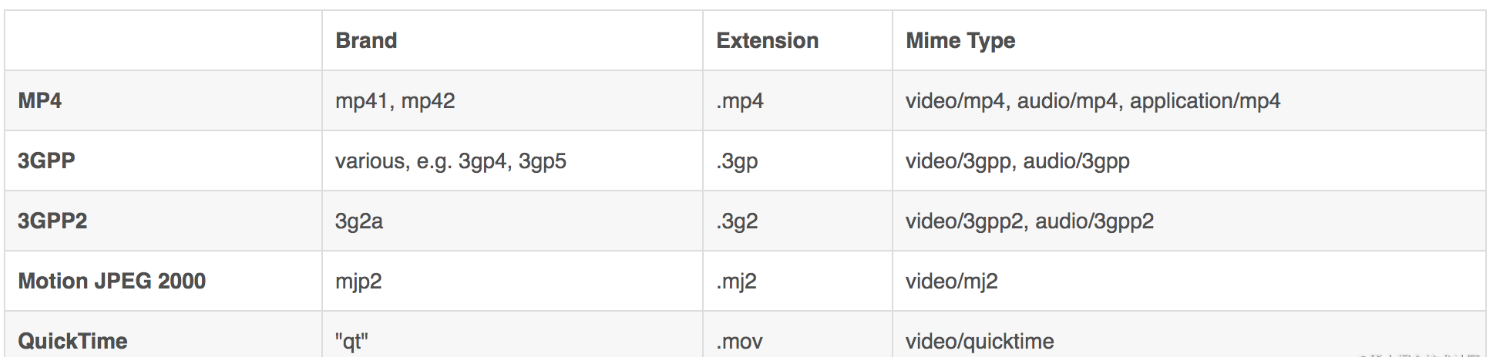 Brand Extension Mime Type
MP4 mp41, mp42 .mp4 video/mp4, audio/mp4, application/mp4
3GPP various, e.g. 3gp4, 3gp5 .3gp video/3gpp, audio/3gpp
3GPP2 3g2a .3g2 video/3gpp2, audio/3gpp2
Motion JPEG 2000 mjp2 .mj2 video/mj2
QuickTime "qt" .mov video/quicktime